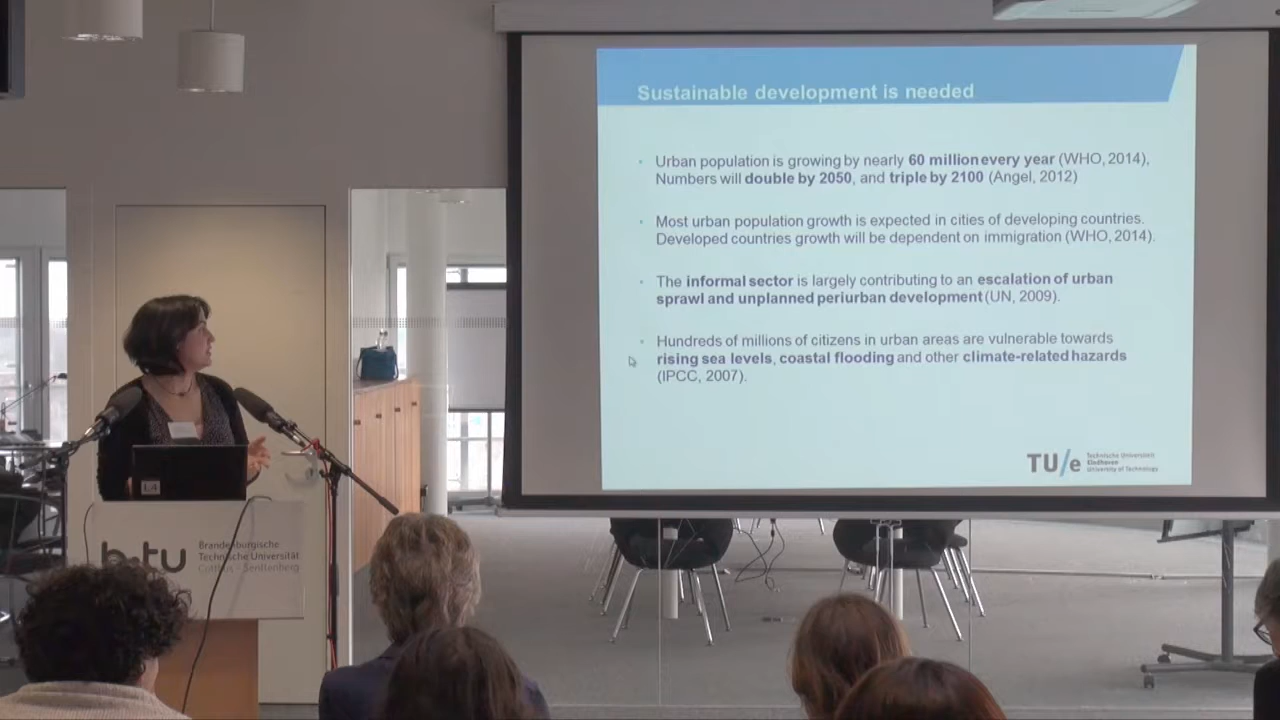 Sustainable development is needed
Urban population is growing by nearly 60 million every year (WHO, 2014),
Numbers will double by 2050, and triple by 2100 (Angel, 2012)
Most urban population growth is expected in cities of developing countries.
Developed countries growth will be dependent on immigration (WHO, 2014).
The informal sector is largely contributing to an escalation of urban
sprawl and unplanned periurban development (UN, 2009).
Hundreds of millions of citizens in urban areas are vulnerable towards
rising sea levels, coastal flooding and other climate-related hazards
(IPCC, 2007).
TU/e
Technische Universiteit
Eindhoven
University of Technology
b-tu
Brandenburgische
Technische Universität
Cottbus - Senftenberg